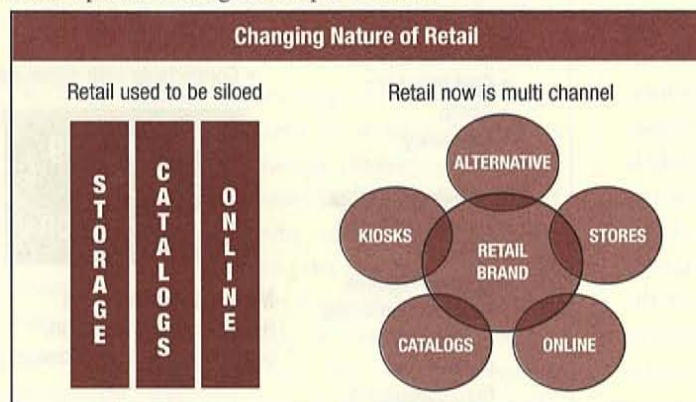 Changing Nature of Retail
Retail used to be siloed
STORAGE
CATALOGS
ONLINE
Retail now is multi channel
ALTERNATIVE
KIOSKS
RETAIL
BRAND
STORES
CATALOGS
ONLINE